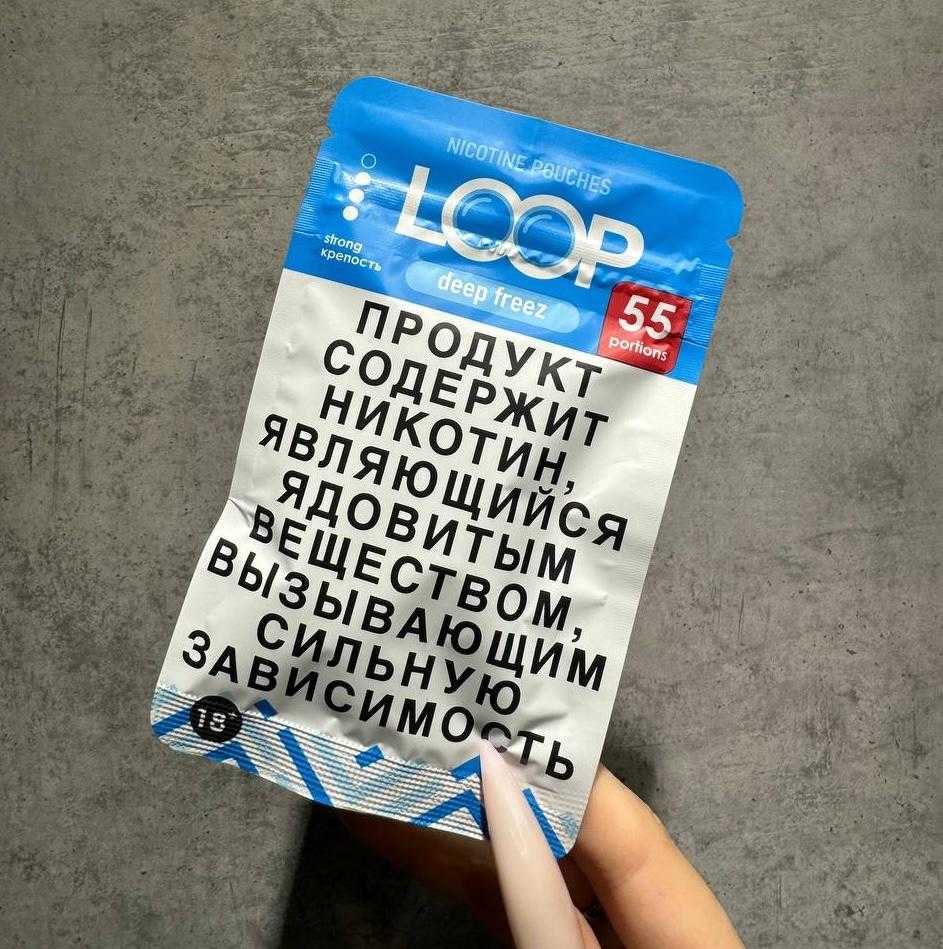 NICOTINE POUCHES
LOOP
strong
крепость
deep freez
55
portions
ПРОДУКТ
СОДЕРЖИТ
НИКОТИН,
ЯВЛЯЮЩИЙСЯ
ЯДОВИТЫМ
ВЕЩЕСТВОМ,
ВЫЗЫВАЮЩИМ
СИЛЬНУЮ
ЗАВИСИМОСТЬ
18+